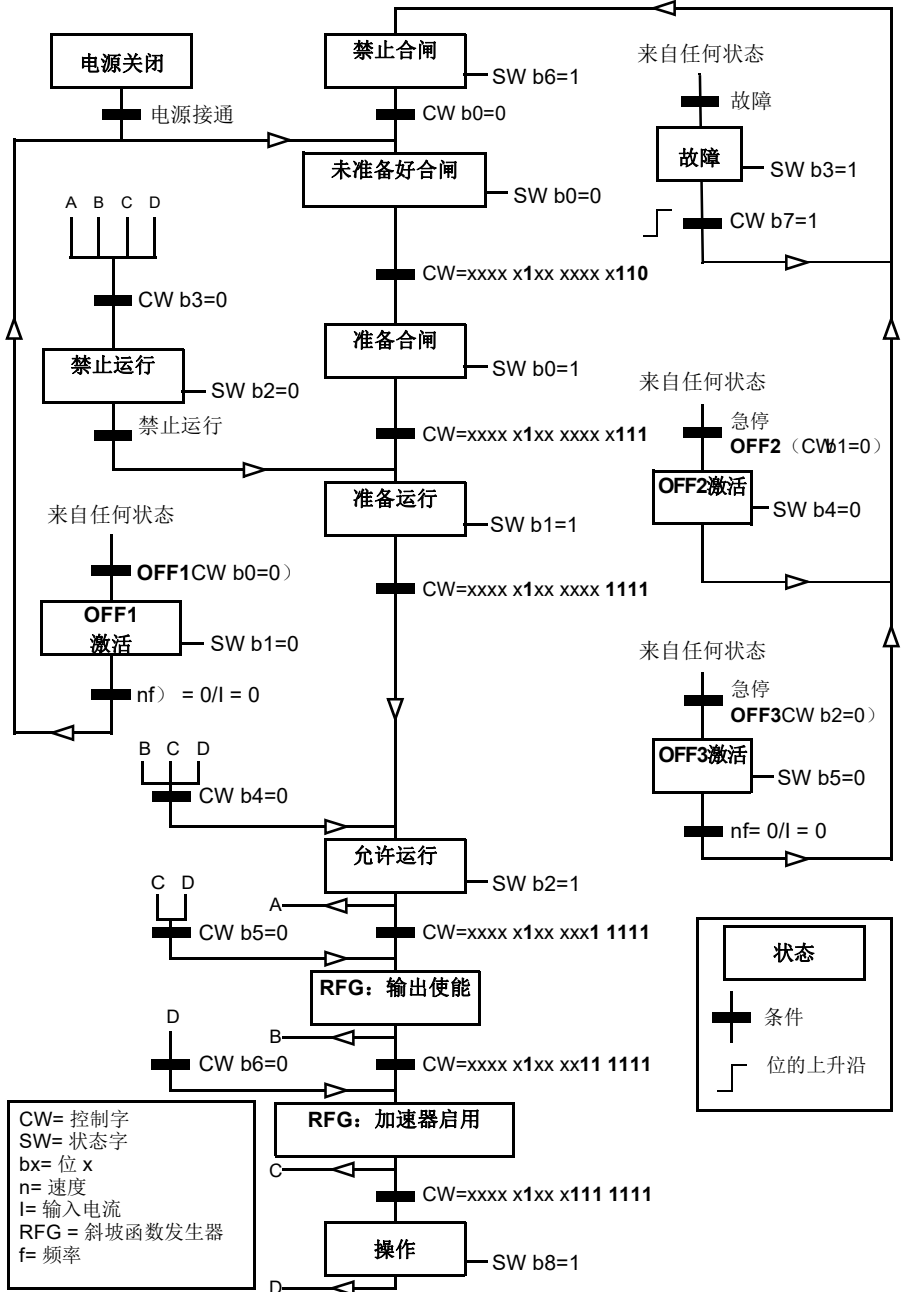 电源关闭
电源接通
禁止合闸
SW b6=1
CW b0=0
未准备好合闸
SW b0=0
CW=xxxx x1xx xxxx x110
准备合闸
SW b0=1
CW=xxxx x1xx xxxx x111
准备运行
SW b1=1
CW=xxxx x1xx xxxx 1111
A B C D
CW b3=0
禁止运行
SW b2=0
禁止运行
来自任何状态
OFF1CW b0=0）
OFF1
激活
SW b1=0
nf） = 0/I = 0
B C D
CW b4=0
允许运行
SW b2=1
A
C D
CW b5=0
CW=xxxx x1xx xxx1 1111
RFG：输出使能
B
D
CW b6=0
CW=xxxx x1xx xx11 1111
RFG：加速器启用
C
CW=xxxx x1xx x111 1111
操作
SW b8=1
D
来自任何状态
故障
故障
SW b3=1
CW b7=1
来自任何状态
急停
OFF2（CW b1=0）
OFF2激活
SW b4=0
来自任何状态
急停
OFF3CW b2=0）
OFF3激活
SW b5=0
nf= 0/I = 0
状态
条件
位的上升沿
CW= 控制字
SW= 状态字
bx= 位 x
n= 速度
I= 输入电流
RFG = 斜坡函数发生器
f= 频率